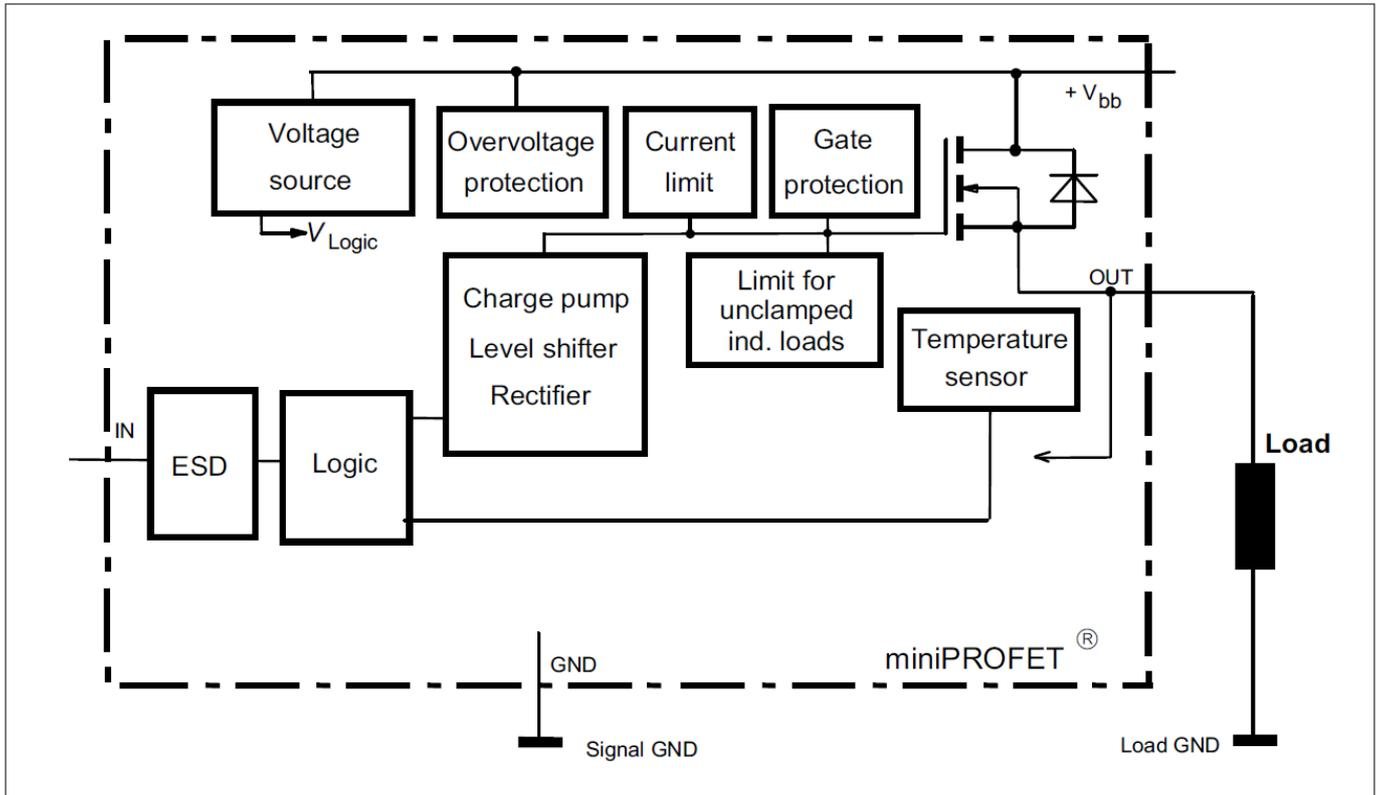 + Vbb
Voltage
source
Overvoltage
protection
Current
limit
Gate
protection
VLogic
Charge pump
Level shifter
Rectifier
Limit for
unclamped
ind. loads
OUT
Temperature
sensor
IN
ESD
Logic
Load
miniPROFET ®
GND
Signal GND
Load GND